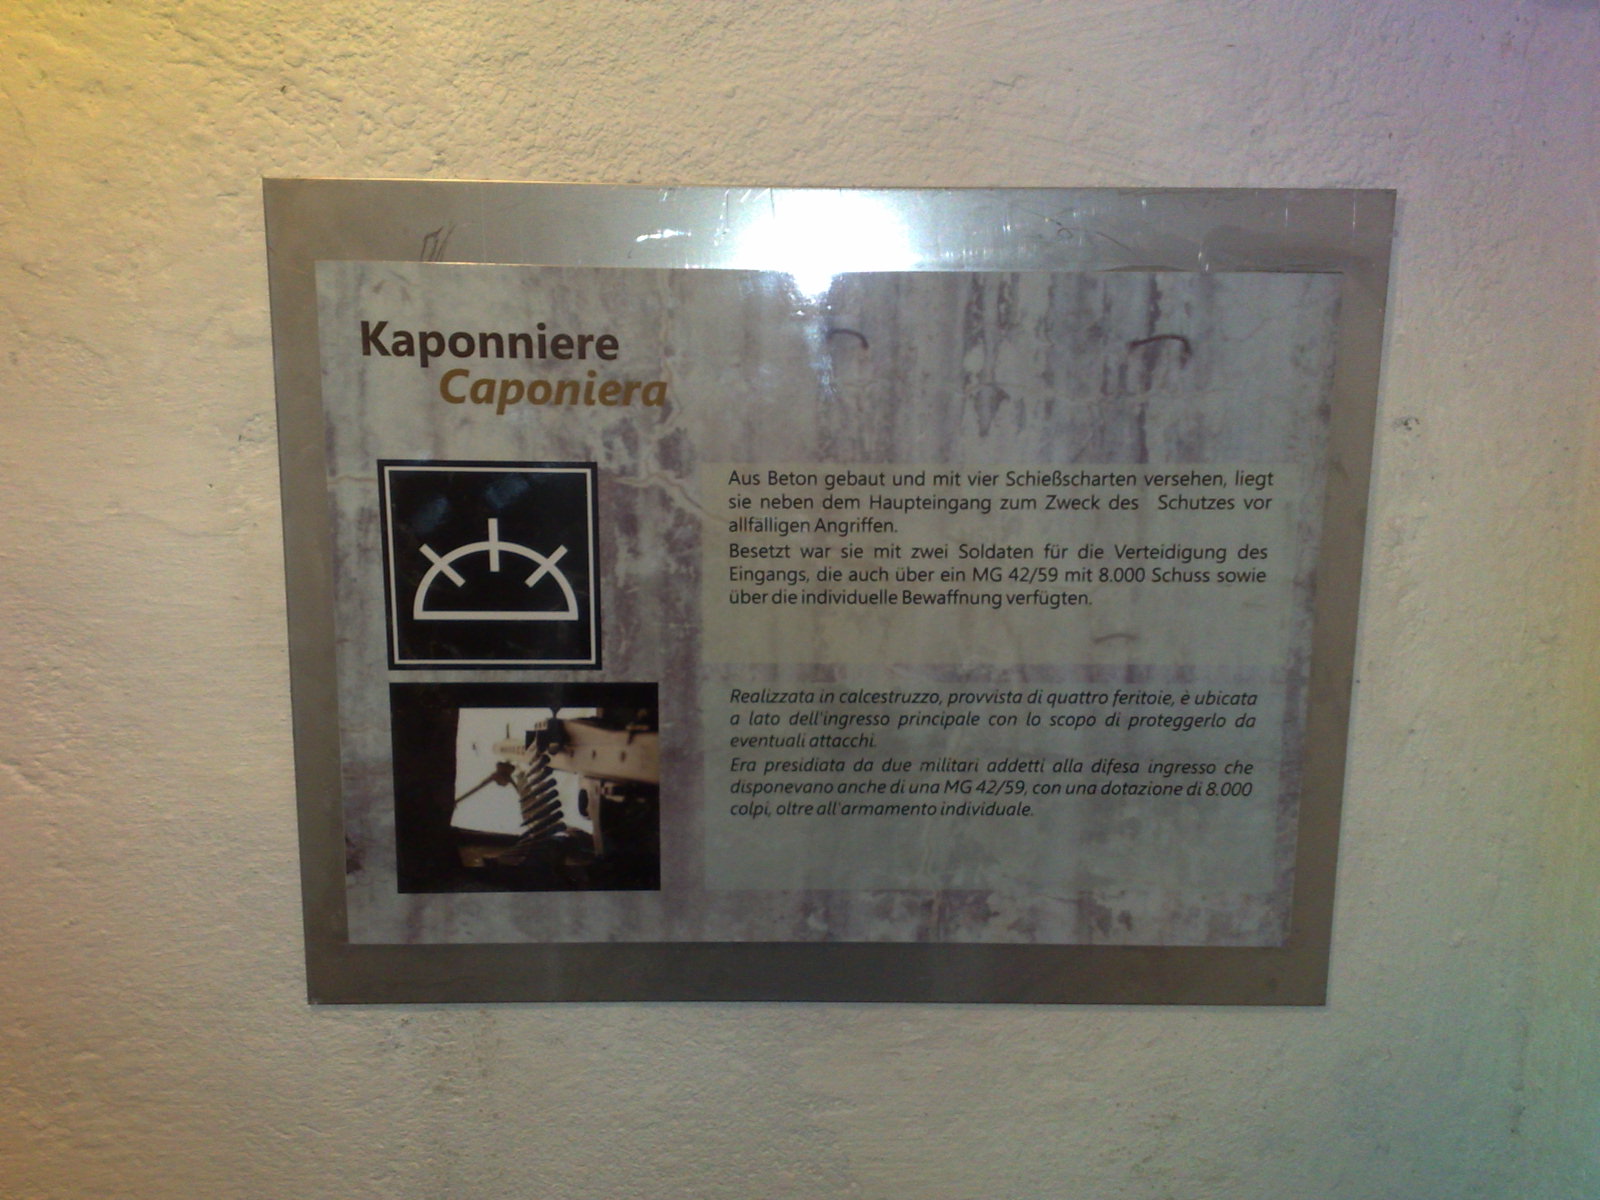 Kaponniere
Caponiera
Aus Beton gebaut und mit vier Schießscharten versehen, liegt
sie neben dem Haupteingang zum Zweck des Schutzes vor
allfälligen Angriffen.
Besetzt war sie mit zwei Soldaten für die Verteidigung des
Eingangs, die auch über ein MG 42/59 mit 8.000 Schuss sowie
über die individuelle Bewaffnung verfügten.
Realizzata in calcestruzzo, provvista di quattro feritoie, è ubicata
a lato dell'ingresso principale con lo scopo di proteggerlo da
eventuali attacchi.
Era presidiata da due militari addetti alla difesa ingresso che
disponevano anche di una MG 42/59, con una dotazione di 8.000
colpi, oltre all'armamento individuale.